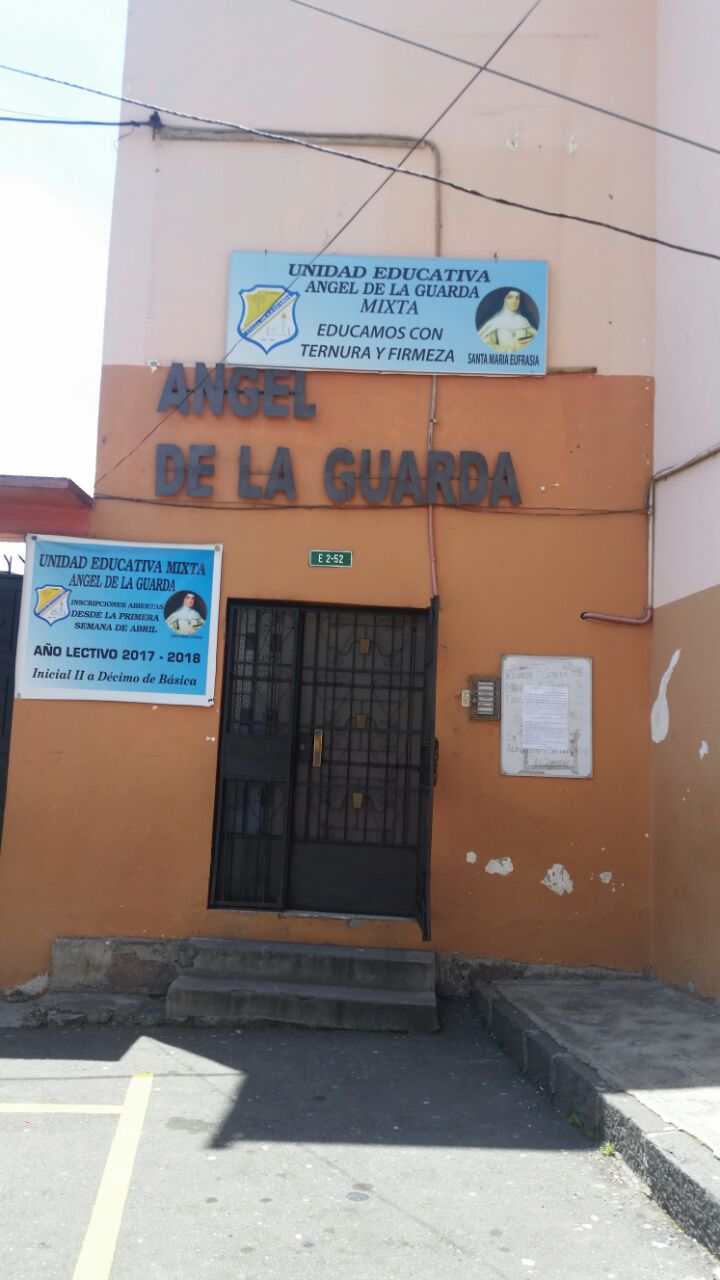 UNIDAD EDUCATIVA
ANGEL DE LA GUARDA
MIXTA
EDUCAMOS CON
TERNURA Y FIRMEZA
SANTA MARIA EUFRASIA
ANGEL
DE LA GUARDA
E 2-52
UNIDAD EDUCATIVA MIXTA
ANGEL DE LA GUARDA
INSCRIPCIONES ABIERTAS
DESDE LA PRIMERA
SEMANA DE ABRIL
AÑO LECTIVO 2017 - 2018
Inicial II a Décimo de Básica